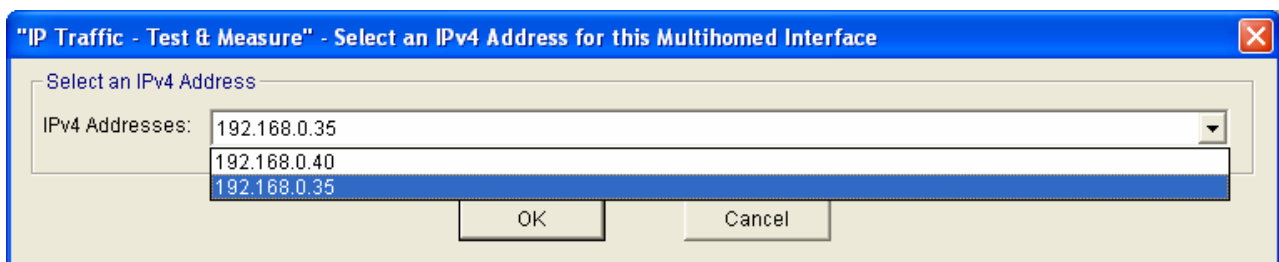 "IP Traffic - Test & Measure" - Select an IPv4 Address for this Multihomed Interface
Select an IPv4 Address
IPv4 Addresses: 192.168.0.35
192.168.0.40
192.168.0.35
OK Cancel